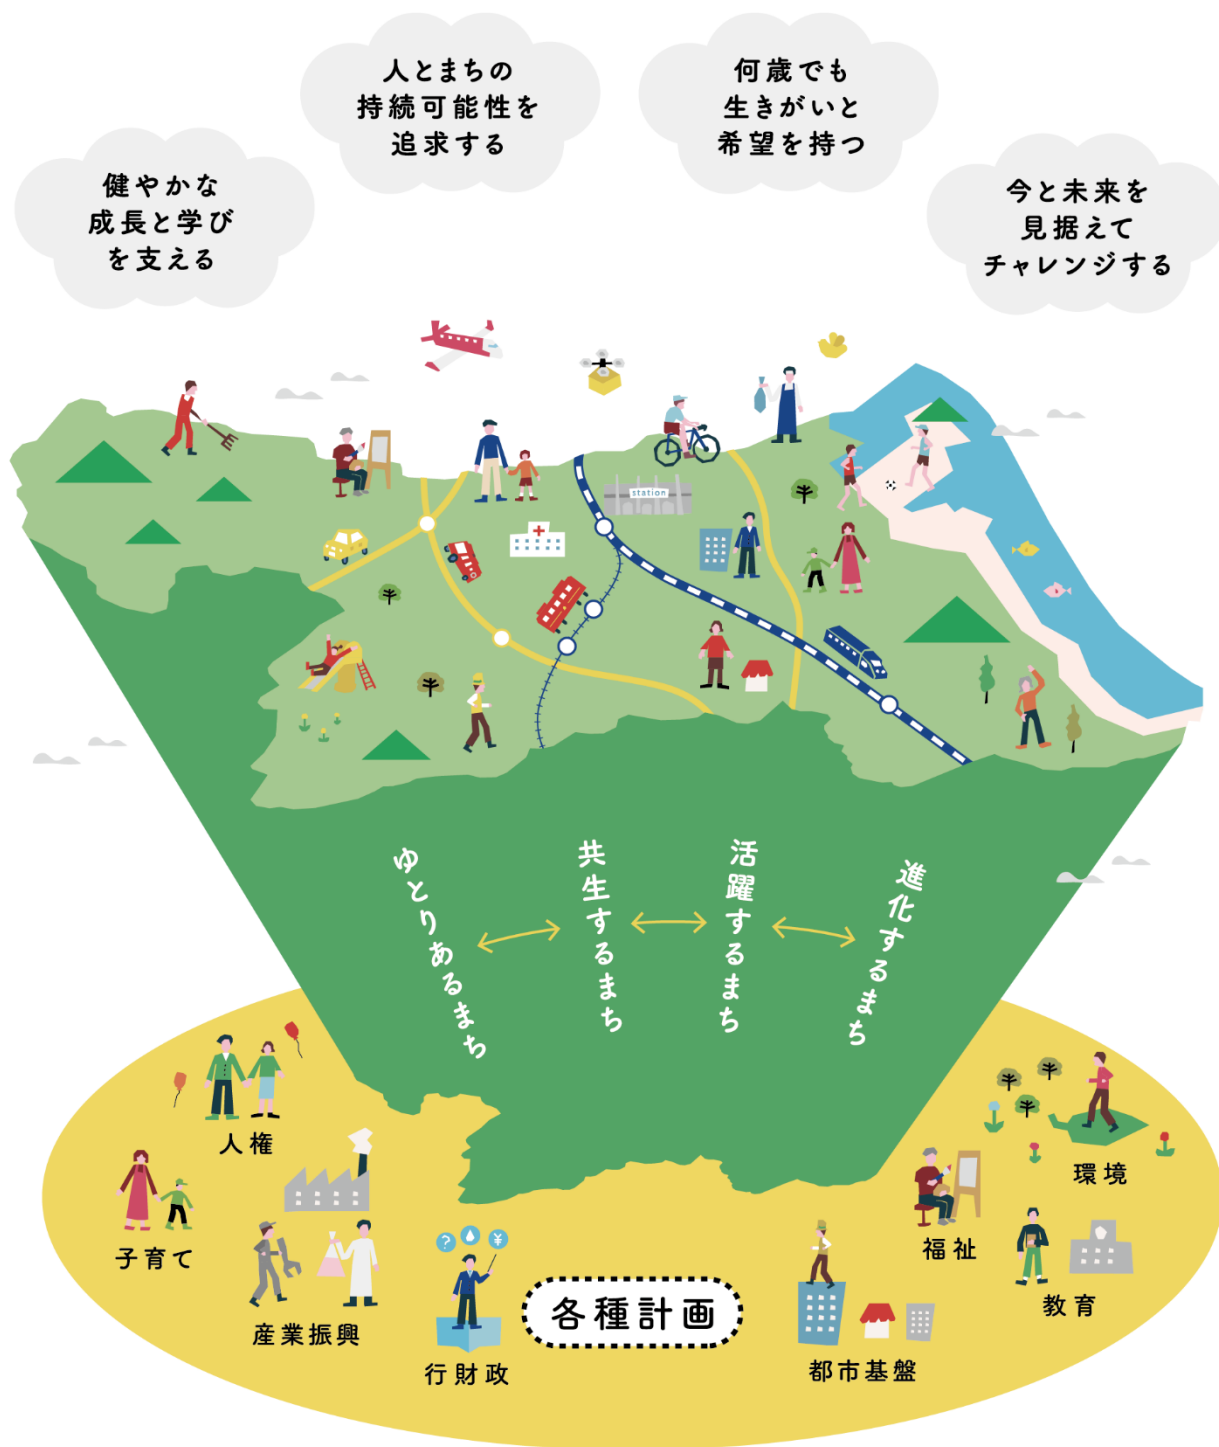 人とまちの
持続可能性を
追求する
何歳でも
生きがいと
希望を持つ
健やかな
成長と学び
を支える
今と未来を
見据えて
チャレンジする
station
ゆとりあるまち
共生するまち
活躍するまち
進化するまち
人権
環境
子育て
福祉
教育
産業振興
?
¥
行財政
各種計画
都市基盤